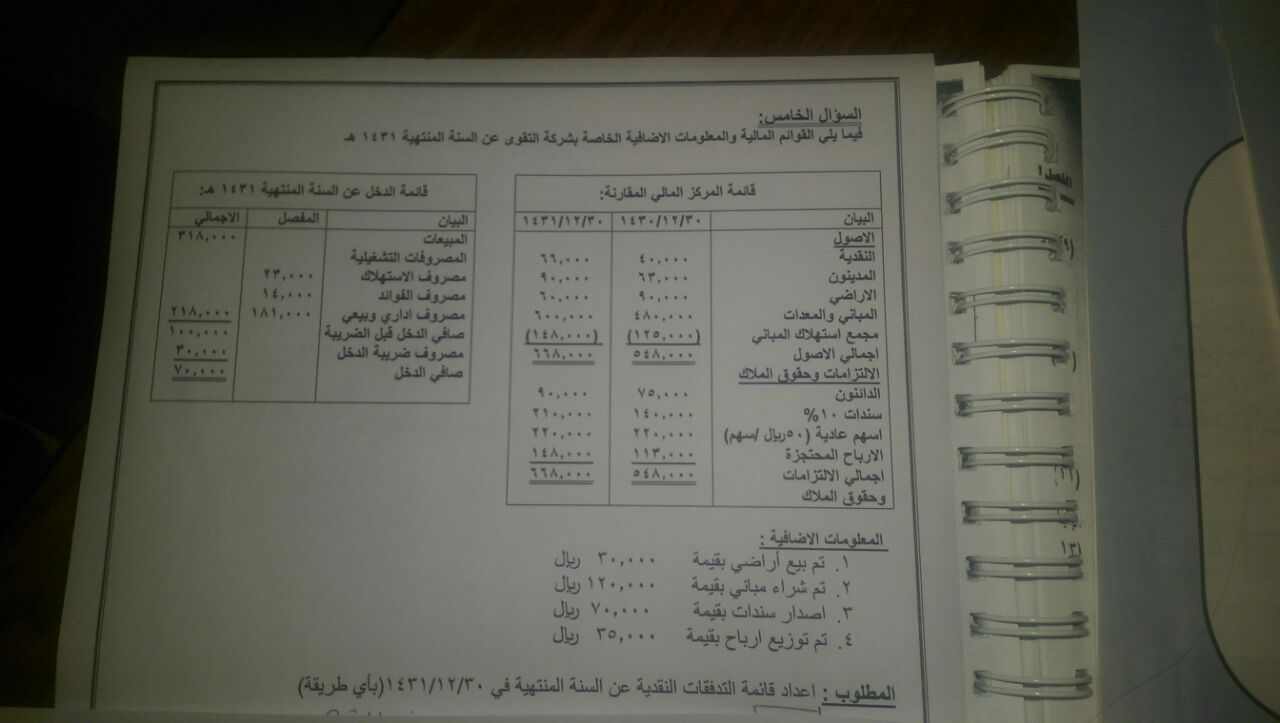 السؤال الخامس:
فيما يلي القوائم المالية والمعلومات الاضافية الخاصة بشركة التقوى عن السنة المنتهية ١٤٣١ هـ
قائمة المركز المالي المقارنة:
البيان ١٤٣٠/١٢/٣٠ ١٤٣١/١٢/٣٠
الاصول
النقدية ٤٠,٠٠٠ ٦٦,٠٠٠
المدينون ٦٣,٠٠٠ ٩٠,٠٠٠
الاراضي ٩٠,٠٠٠ ٦٠,٠٠٠
المباني والمعدات ٤٨٠,٠٠٠ ٦٠٠,٠٠٠
مجمع استهلاك المباني (١٢٥,٠٠٠) (١٤٨,٠٠٠)
اجمالي الاصول ٥٤٨,٠٠٠ ٦٦٨,٠٠٠
الالتزامات وحقوق الملاك
الدائنون ٧٥,٠٠٠ ٩٠,٠٠٠
سندات ١٠% ١٤٠,٠٠٠ ٢١٠,٠٠٠
اسهم عادية (٥٠ريال /سهم) ٢٢٠,٠٠٠ ٢٢٠,٠٠٠
الارباح المحتجزة ١١٣,٠٠٠ ١٤٨,٠٠٠
اجمالي الالتزامات ٥٤٨,٠٠٠ ٦٦٨,٠٠٠
وحقوق الملاك
قائمة الدخل عن السنة المنتهية ١٤٣١ هـ:
البيان المفصل الاجمالي
المبيعات ٣١٨,٠٠٠
المصروفات التشغيلية
مصروف الاستهلاك ٢٣,٠٠٠
مصروف الفوائد ١٤,٠٠٠
مصروف اداري وبيعي ١٨١,٠٠٠ ٢١٨,٠٠٠
صافي الدخل قبل الضريبة ١٠٠,٠٠٠
مصروف ضريبة الدخل ٣٠,٠٠٠
صافي الدخل ٧٠,٠٠٠
المعلومات الاضافية :
١. تم بيع أراضي بقيمة ٣٠,٠٠٠ ريال
٢. تم شراء مباني بقيمة ١٢٠,٠٠٠ ريال
٣. اصدار سندات بقيمة ٧٠,٠٠٠ ريال
٤. تم توزيع ارباح بقيمة ٣٥,٠٠٠ ريال
المطلوب : اعداد قائمة التدفقات النقدية عن السنة المنتهية في ١٤٣١/١٢/٣٠(بأي طريقة)